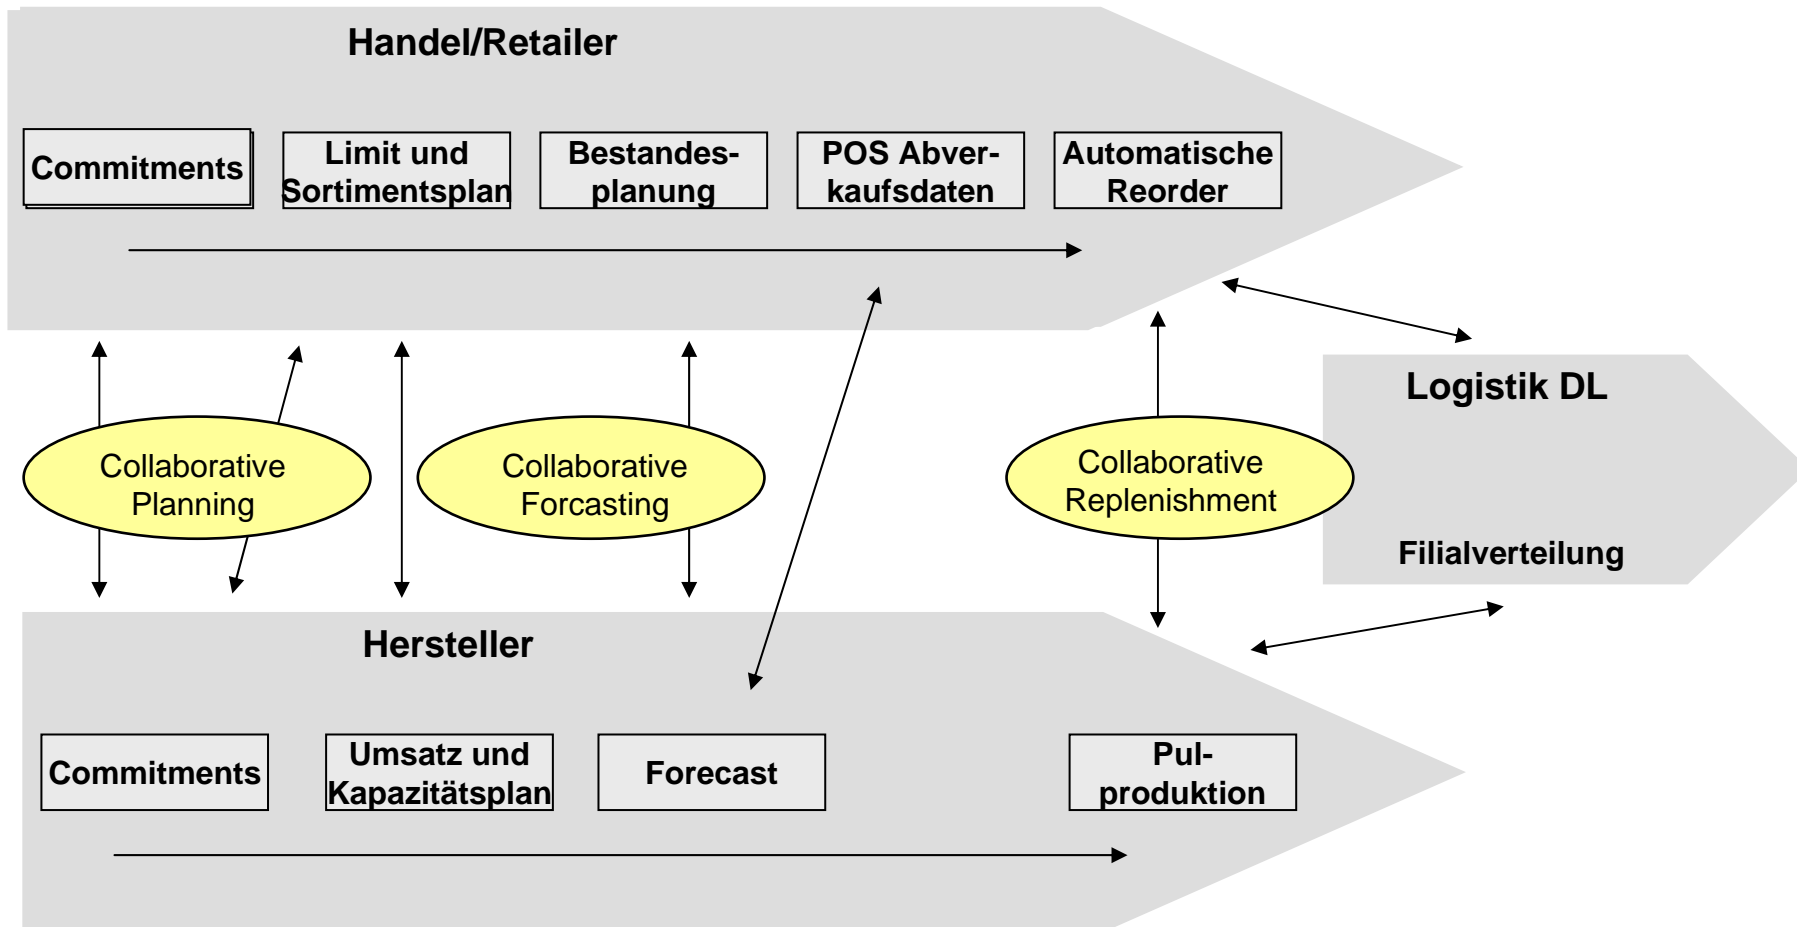 Handel/Retailer
Commitments
Limit und
Sortimentsplan
Bestandes-
planung
POS Abver-
kaufsdaten
Automatische
Reorder
Logistik DL
Collaborative
Planning
Collaborative
Forcasting
Collaborative
Replenishment
Filialverteilung
Hersteller
Commitments
Umsatz und
Kapazitätsplan
Forecast
Pul-
produktion